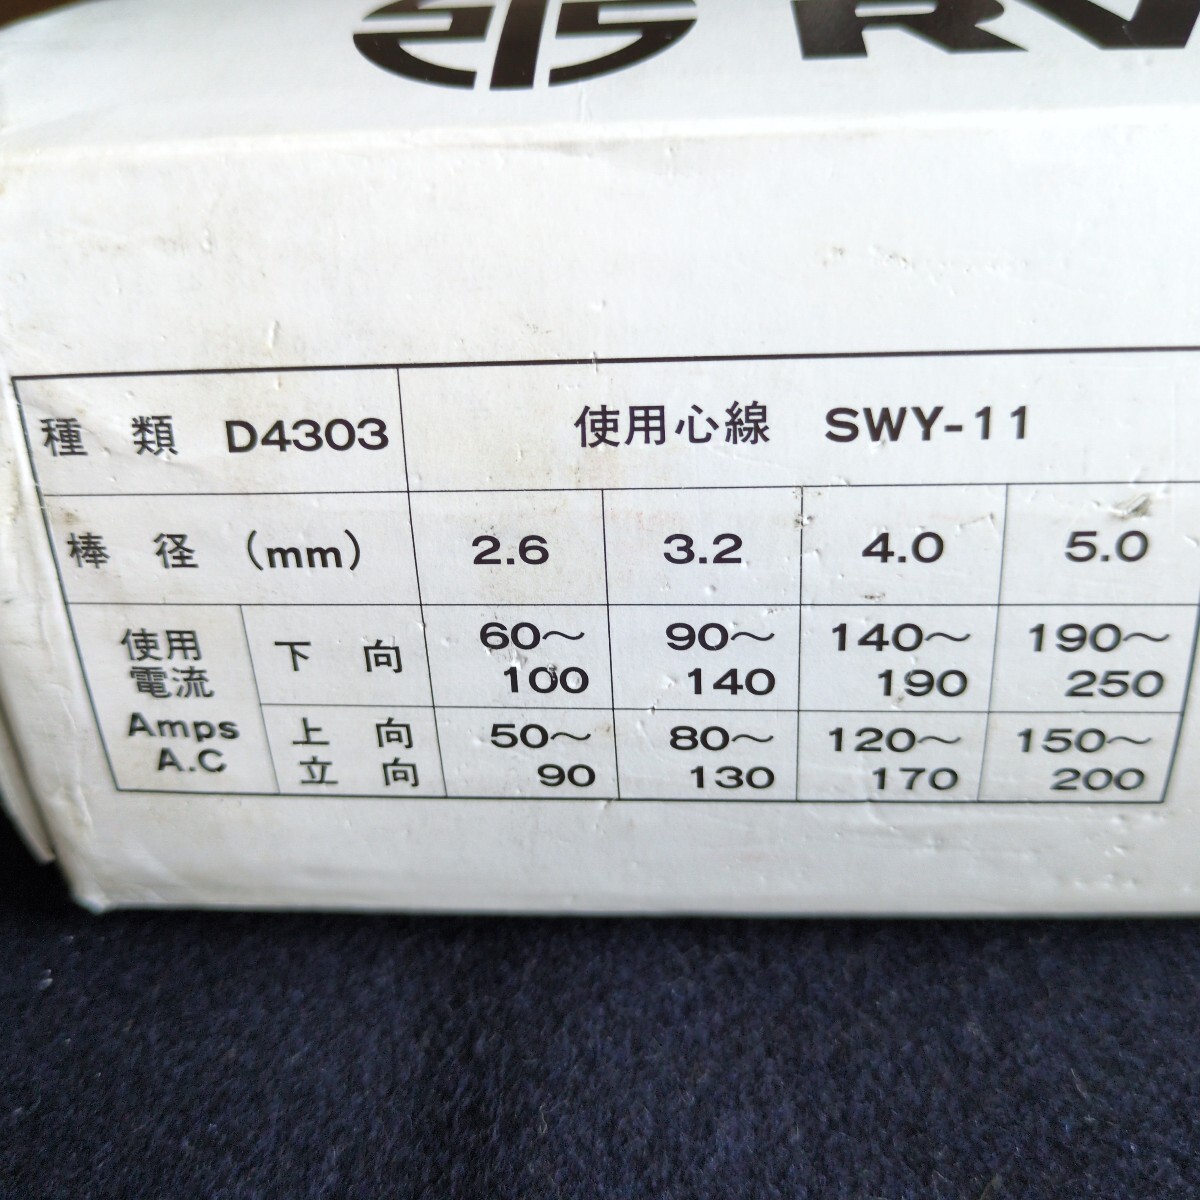 RV
種類 D4303 使用心線 SWY-11
棒径 (mm) 2.6 3.2 4.0 5.0
使用電流 Amps A.C
下向 60～100 90～140 140～190 190～250
上向 立向 50～90 80～130 120～170 150～200